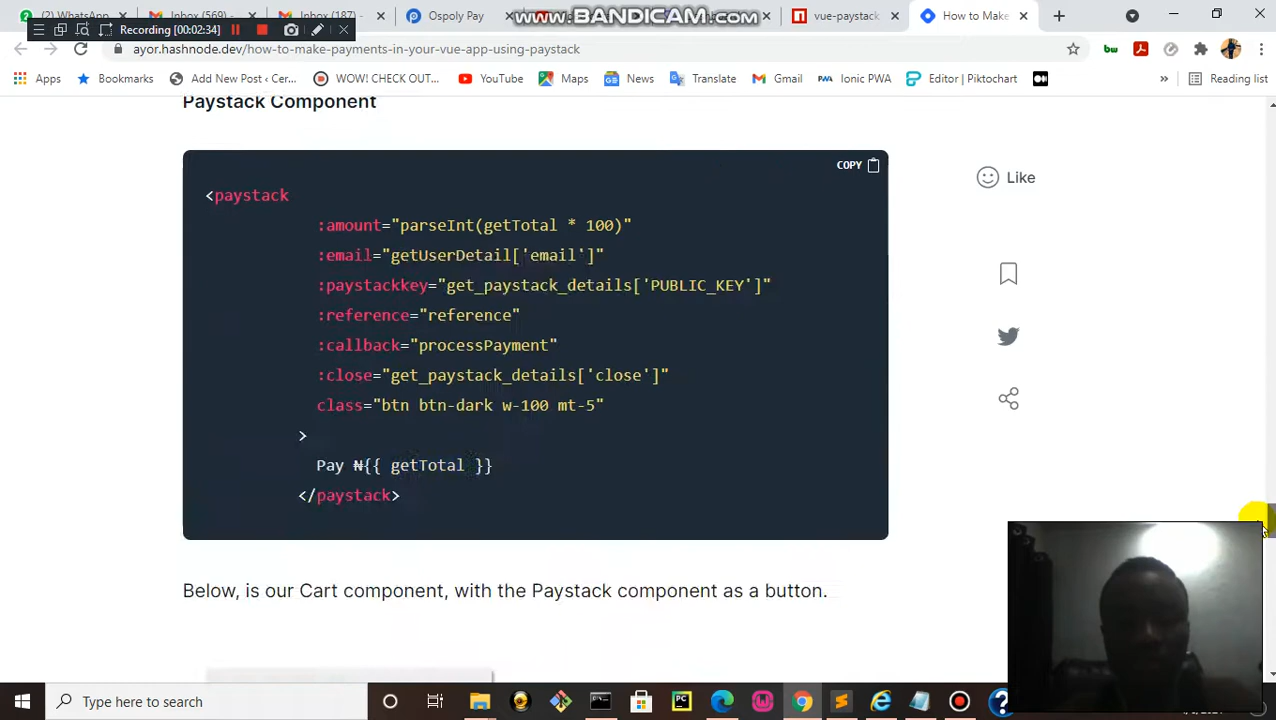 (2) WhatsApp
Inbox (569)
Inbox (187) -
Ospoly Pay
www.BANDICAM.com
vue-paystack
How to Make
Recording [00:02:34]
ayor.hashnode.dev/how-to-make-payments-in-your-vue-app-using-paystack
Apps
Bookmarks
Add New Post ‹ Cer...
WOW! CHECK OUT...
YouTube
Maps
News
Translate
Gmail
Ionic PWA
Editor | Piktochart
»
Reading list
Paystack Component
COPY
<paystack
:amount="parseInt(getTotal * 100)"
:email="getUserDetail['email']"
:paystackkey="get_paystack_details['PUBLIC_KEY']"
:reference="reference"
:callback="processPayment"
:close="get_paystack_details['close']"
class="btn btn-dark w-100 mt-5"
>
Pay ₦{{ getTotal }}
</paystack>
Like
Below, is our Cart component, with the Paystack component as a button.
Type here to search